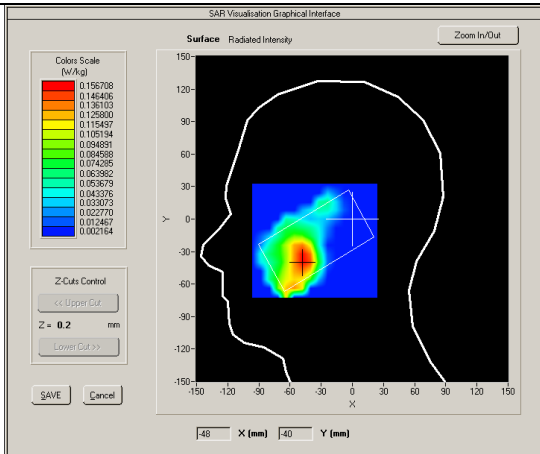 SAR Visualisation Graphical Interface
Surface Radiated Intensity
Zoom In/Out
Colors Scale
(W/kg)
0.156708
0.146406
0.136103
0.125800
0.115497
0.105194
0.094891
0.084588
0.074285
0.063982
0.053679
0.043376
0.033073
0.022770
0.012467
0.002164
Z-Cuts Control
<< Upper Cut
Z = 0.2 mm
Lower Cut >>
SAVE
Cancel
150
120
90
60
30
0
-30
-60
-90
-120
-150
Y
-150 -120 -90 -60 -30 0 30 60 90 120 150
X
-48 X (mm) -40 Y (mm)